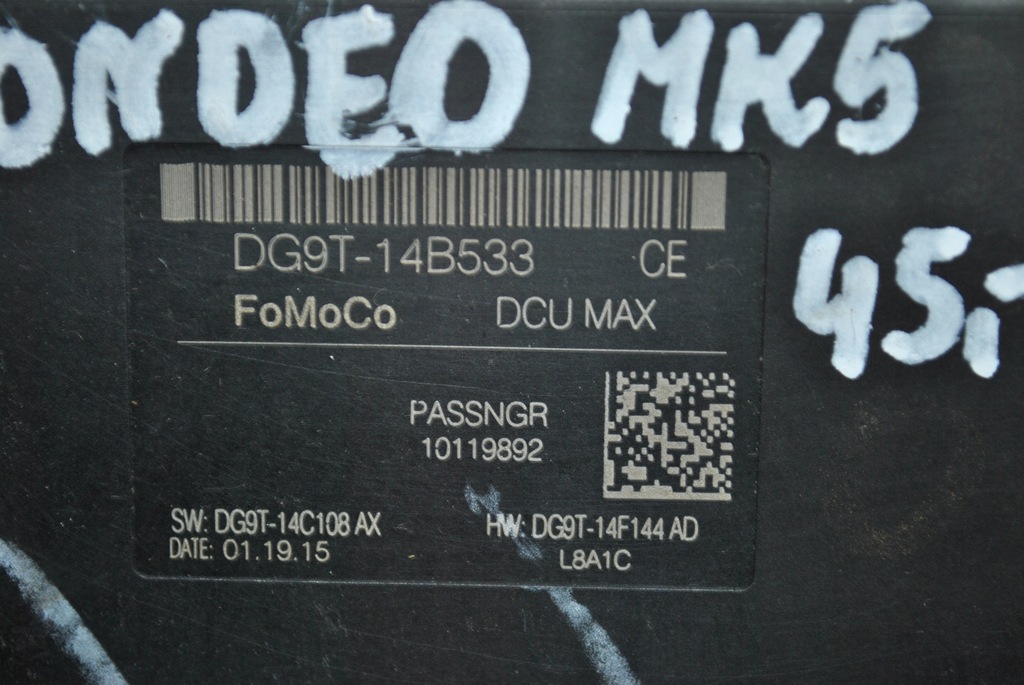 ONDEO MK5
45,-
DG9T-14B533 CE
FoMoCo DCU MAX
PASSNGR
10119892
SW: DG9T-14C108 AX HW: DG9T-14F144 AD
DATE: 01.19.15 L8A1C